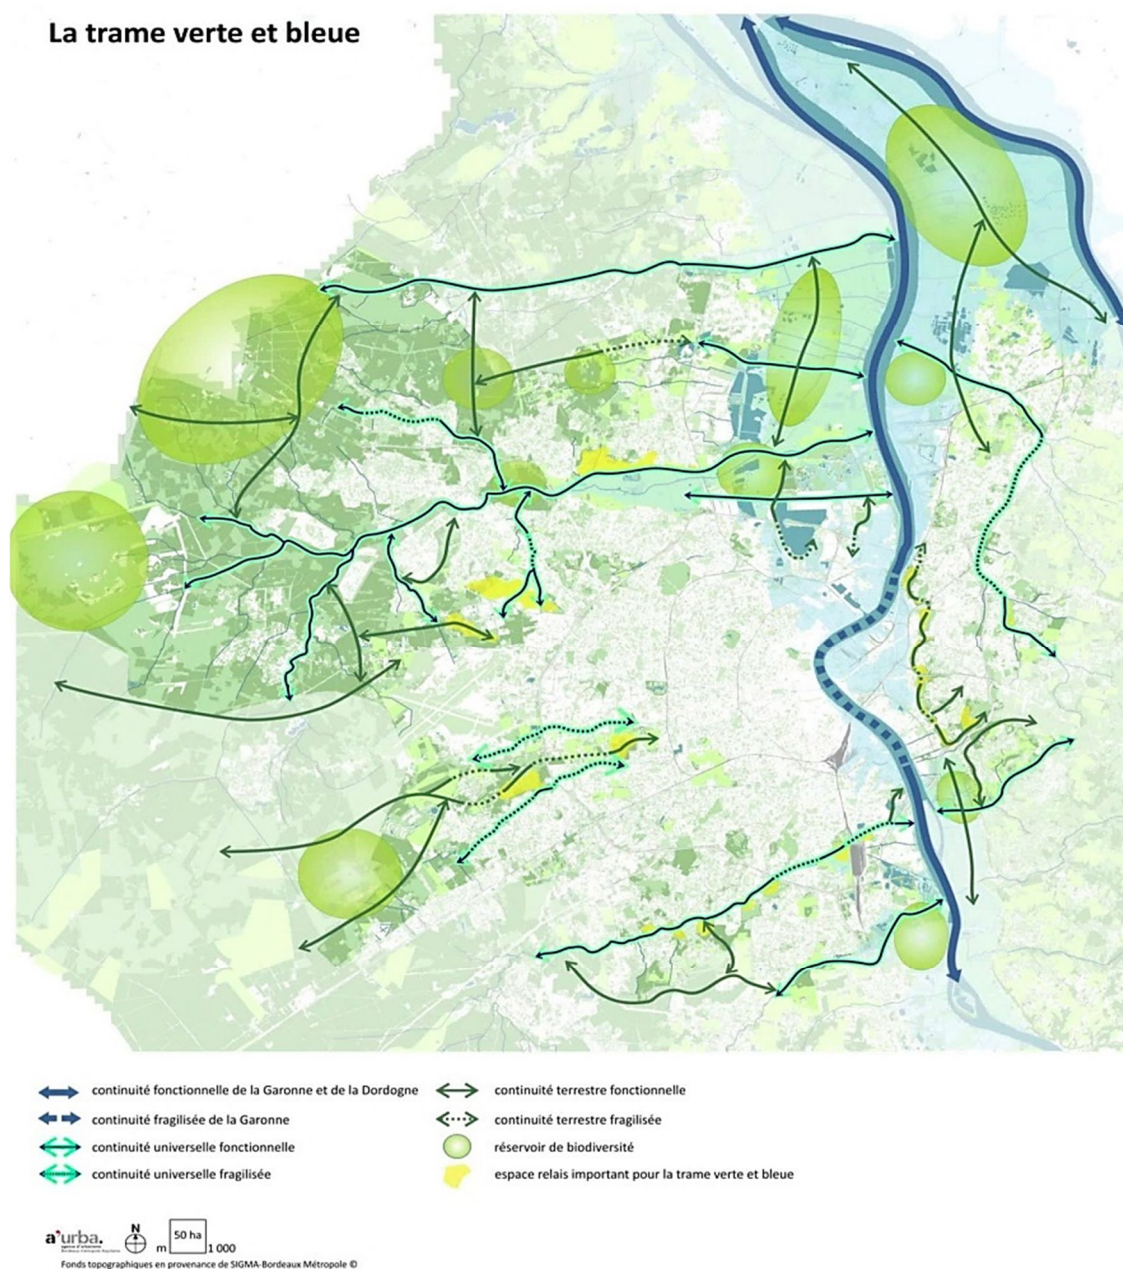 La trame verte et bleue
continuité fonctionnelle de la Garonne et de la Dordogne
continuité fragilisée de la Garonne
continuité universelle fonctionnelle
continuité universelle fragilisée
continuité terrestre fonctionnelle
continuité terrestre fragilisée
réservoir de biodiversité
espace relais important pour la trame verte et bleue
a'urba.
N
50 ha
m
1 000
Fonds topographiques en provenance de SIGMA-Bordeaux Métropole ©